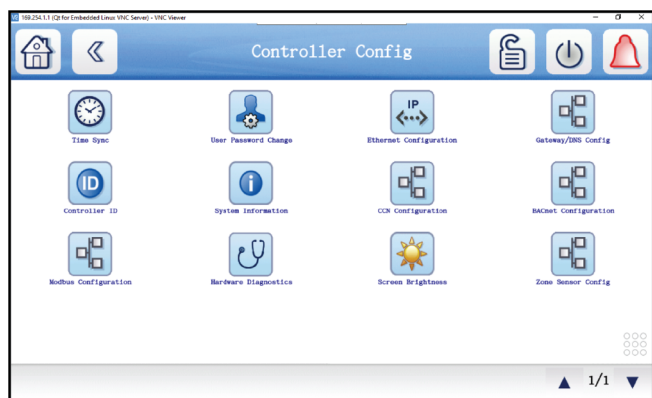 169.254.1.1 (Qt for Embedded Linux VNC Server) - VNC Viewer
Controller Config
Time Sync
User Password Change
IP
Ethernet Configuration
Gateway/DNS Config
ID
Controller ID
System Information
CCN Configuration
BACnet Configuration
Modbus Configuration
Hardware Diagnostics
Screen Brightness
Zone Sensor Config
1/1